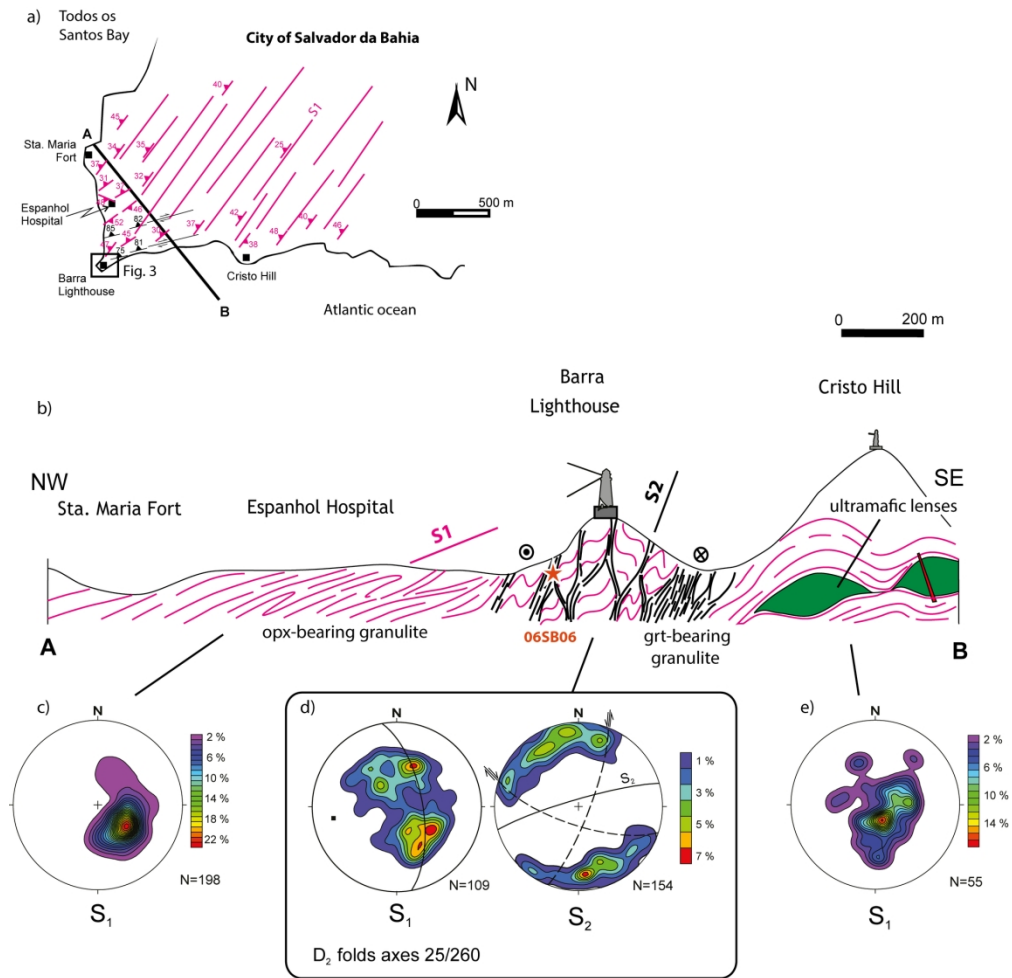 a)
Todos os
Santos Bay
City of Salvador da Bahia
N
40
S1
45
A
Sta. Maria
Fort
34
35
25
37
31
37
32
Espanhol
Hospital
46
52
82
85
45
30
37
42
48
40
46
47
75
81
38
0 500 m
Fig. 3
Barra
Lighthouse
Cristo Hill
B
Atlantic ocean
0 200 m
b)
Barra
Lighthouse
Cristo Hill
NW
SE
Sta. Maria Fort
Espanhol Hospital
S1
S2
ultramafic lenses
opx-bearing granulite
06SB06
grt-bearing
granulite
A
B
c)
N
2 %
6 %
10 %
14 %
18 %
22 %
N=198
S1
d)
N
N=109
S1
N
S2
1 %
3 %
5 %
7 %
N=154
S2
D2 folds axes 25/260
e)
N
2 %
6 %
10 %
14 %
N=55
S1